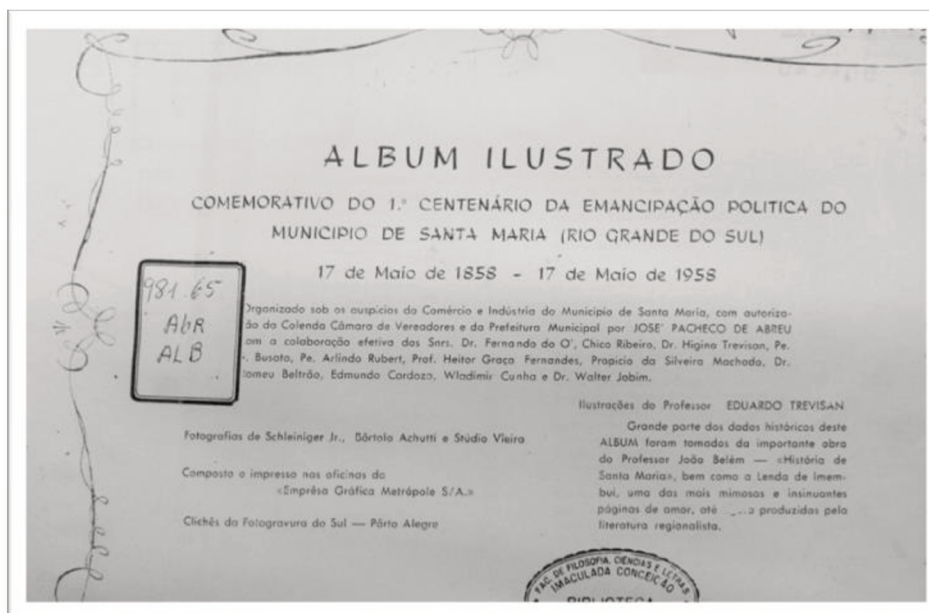 ALBUM ILUSTRADO
COMEMORATIVO DO 1.º CENTENÁRIO DA EMANCIPAÇÃO POLITICA DO
MUNICIPIO DE SANTA MARIA (RIO GRANDE DO SUL)
17 de Maio de 1858 - 17 de Maio de 1958
981.65
AbR
ALB
Organizado sob os auspícios do Comércio e Indústria do Município de Santa Maria, com autoriza-
ão da Colenda Câmara de Vereadores e da Prefeitura Municipal por JOSE' PACHECO DE ABREU
om a colaboração efetiva dos Snrs. Dr. Fernando do O', Chico Ribeiro, Dr. Higino Trevisan, Pe.
. Busato, Pe. Arlindo Rubert, Prof. Heitor Graça Fernandes, Propicio da Silveira Machado, Dr.
omeu Beltrão, Edmundo Cardozo, Wladimir Cunha e Dr. Walter Jobim.
Ilustrações do Professor EDUARDO TREVISAN
Fotografias de Schleiniger Jr., Bártolo Achutti e Stúdio Vieira
Composto e impresso nas oficinas da
«Emprêsa Gráfica Metrópole S/A.»
Clichês da Fotogravura do Sul — Pôrto Alegre
Grande parte dos dados históricos deste
ALBUM foram tomados da importante obra
do Professor João Belém — «História de
Santa Maria», bem como a Lenda de Imem-
bui, uma das mais mimosas e insinuantes
páginas de amor, até produzidas pela
literatura regionalista.
FAC. DE FILOSOFIA, CIÊNCIAS E LETRAS
IMACULADA CONCEIÇÃO
BIBLIOTECA